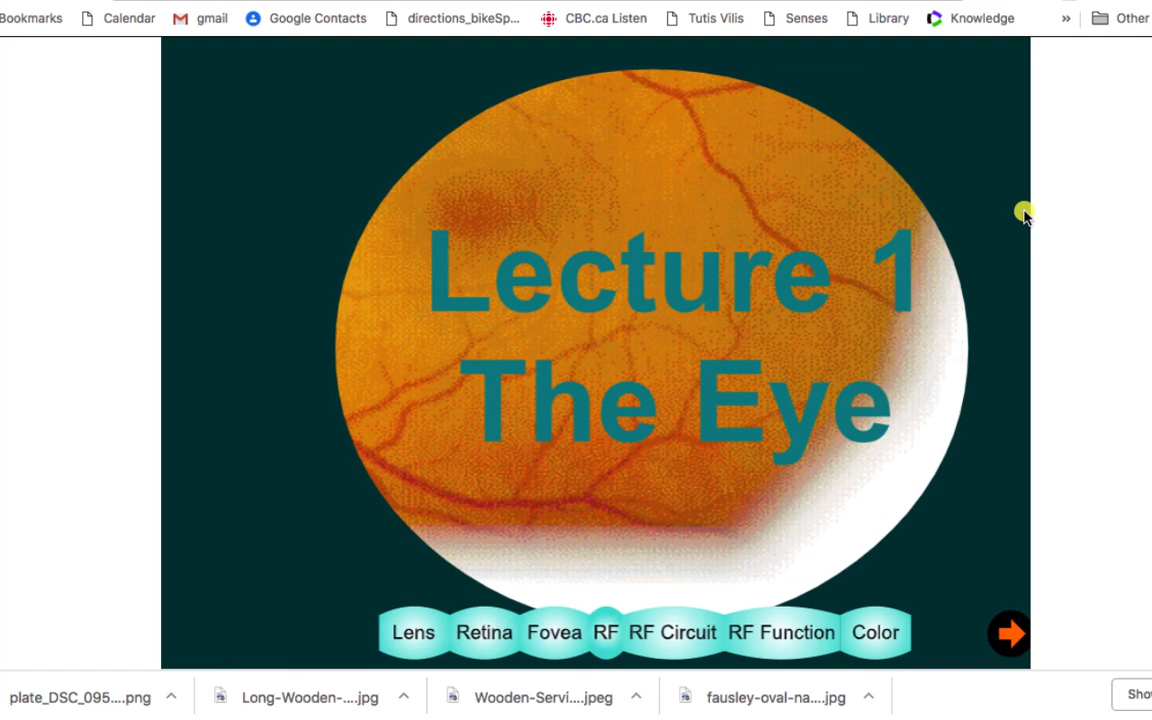 Bookmarks Calendar gmail Google Contacts directions_bikeSp... CBC.ca Listen Tutis Vilis Senses Library Knowledge » Other
Lecture 1
The Eye
Lens Retina Fovea RF RF Circuit RF Function Color
plate_DSC_095....png Long-Wooden-....jpg Wooden-Servi....jpeg fausley-oval-na....jpg Sho